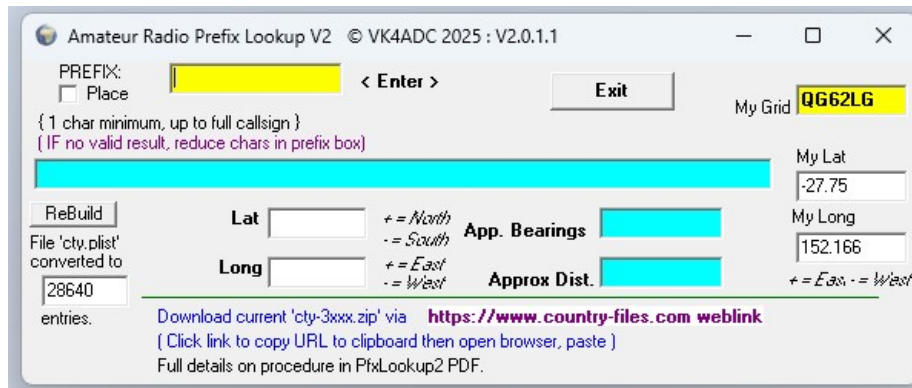 Amateur Radio Prefix Lookup V2 © VK4ADC 2025 : V2.0.1.1
PREFIX:
Place
< Enter >
Exit
My Grid QG62LG
{ 1 char minimum, up to full callsign }
( IF no valid result, reduce chars in prefix box)
My Lat
-27.75
ReBuild
Lat
+ = North
- = South
App. Bearings
My Long
152.166
File 'cty.plist'
converted to
Long
+ = East
- = West
Approx Dist.
+ = Eas, - = West
28640
entries.
Download current 'cty-3xxx.zip' via https://www.country-files.com weblink
( Click link to copy URL to clipboard then open browser, paste )
Full details on procedure in PfxLookup2 PDF.